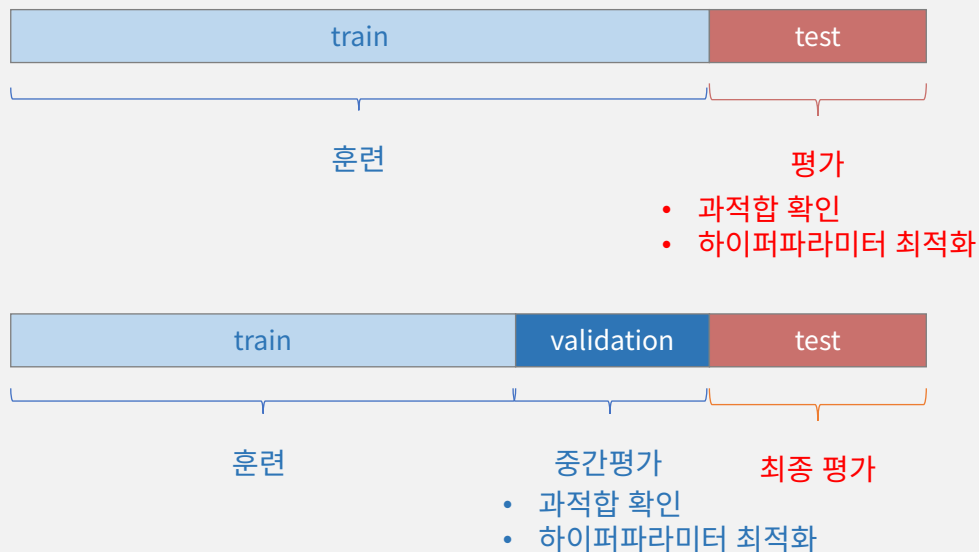 train
test
훈련
평가
• 과적합 확인
• 하이퍼파라미터 최적화
train
validation
test
훈련
중간평가
최종 평가
• 과적합 확인
• 하이퍼파라미터 최적화